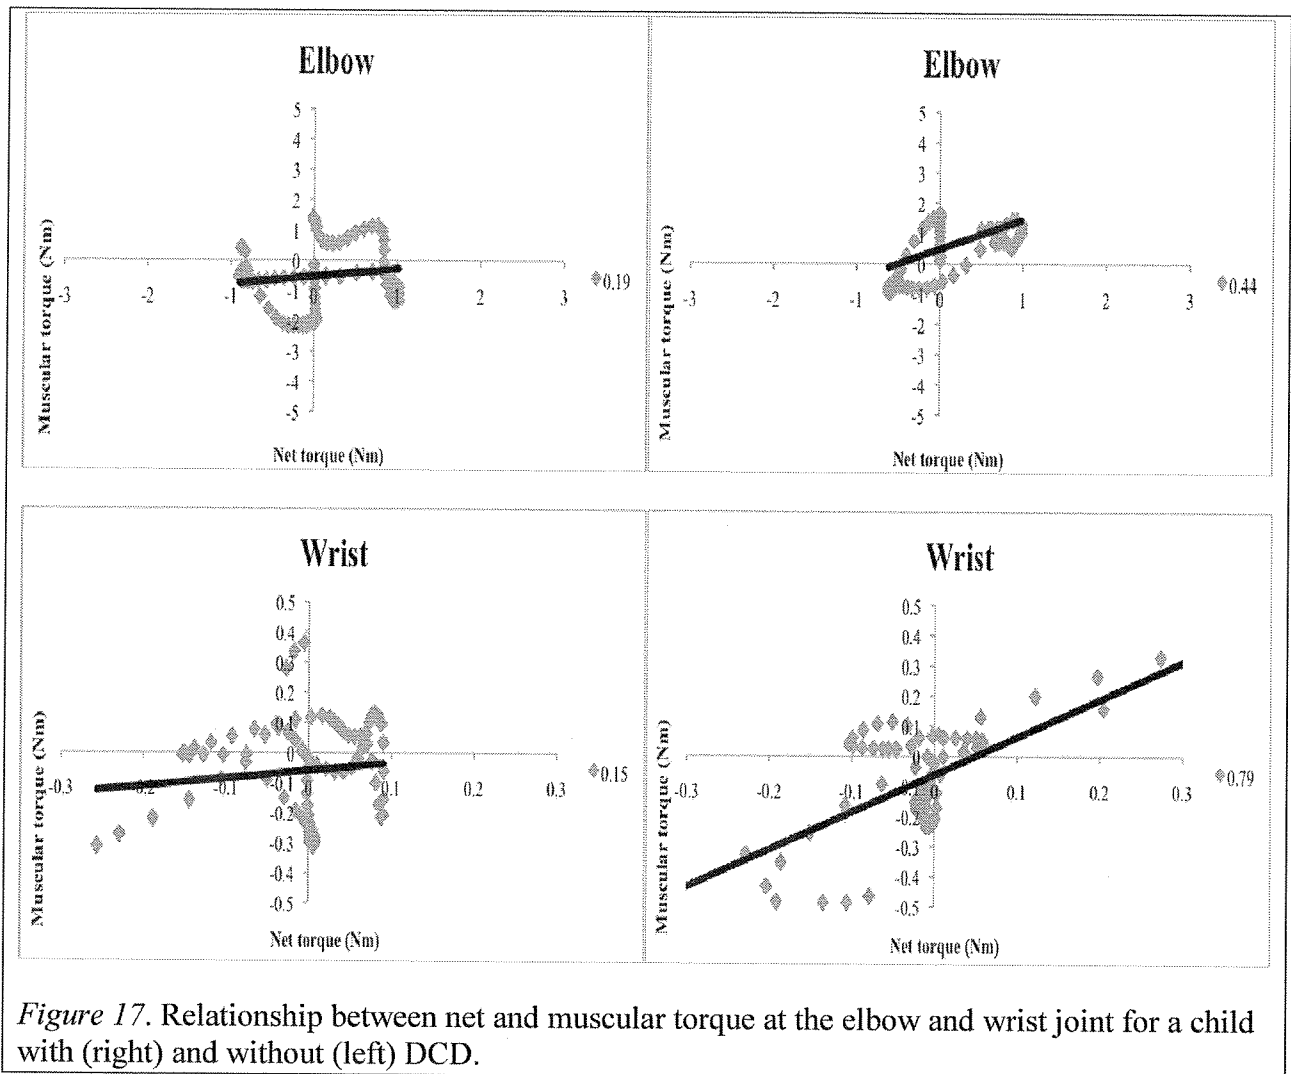 Elbow
5
4
3
2
1
0
-3 -2 -1 0 1 2 3
-1
-2
-3
-4
-5
Muscular torque (Nm)
Net torque (Nm)
0.19
Elbow
5
4
3
2
1
0
-3 -2 -1 0 1 2 3
-1
-2
-3
-4
-5
Muscular torque (Nm)
Net torque (Nm)
0.44
Wrist
0.5
0.4
0.3
0.2
0.1
0
-0.3 -0.2 -0.1 0 0.1 0.2 0.3
-0.1
-0.2
-0.3
-0.4
-0.5
Muscular torque (Nm)
Net torque (Nm)
0.15
Wrist
0.5
0.4
0.3
0.2
0.1
0
-0.3 -0.2 -0.1 0 0.1 0.2 0.3
-0.1
-0.2
-0.3
-0.4
-0.5
Muscular torque (Nm)
Net torque (Nm)
0.79
Figure 17. Relationship between net and muscular torque at the elbow and wrist joint for a child
with (right) and without (left) DCD.